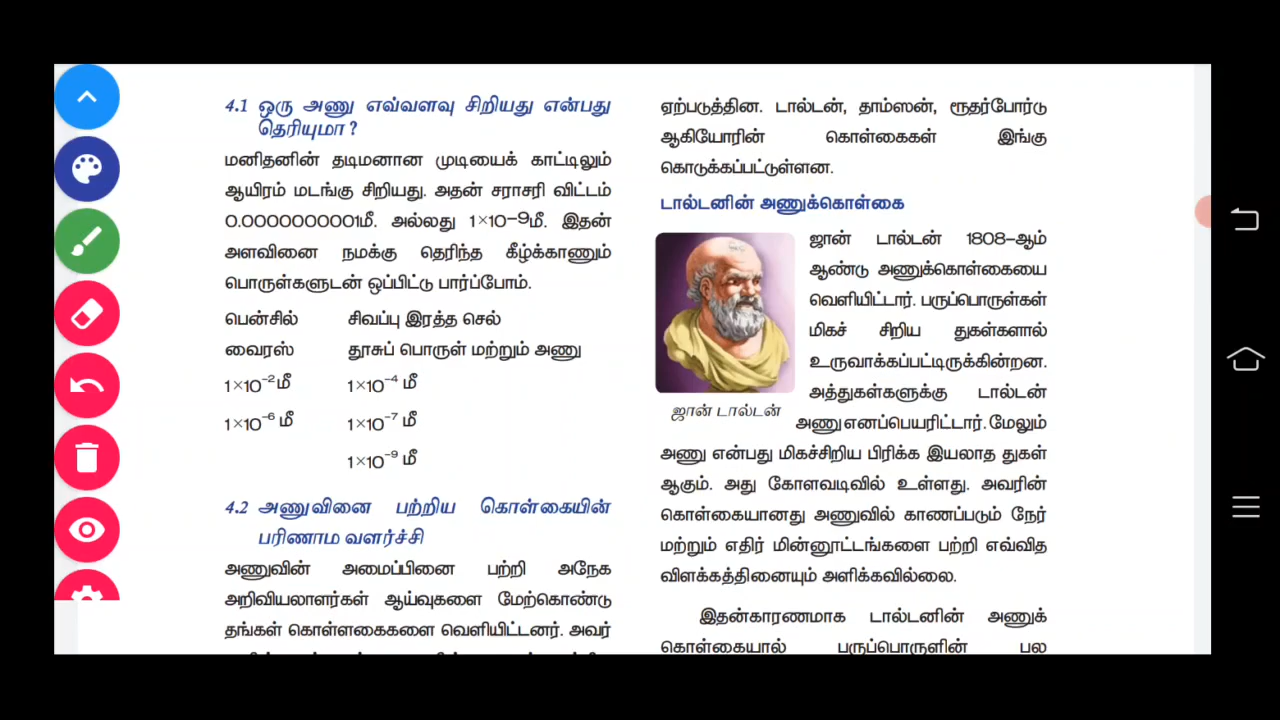 4.1 ஒரு அணு எவ்வளவு சிறியது என்பது
தெரியுமா ?
மனிதனின் தடிமனான முடியைக் காட்டிலும்
ஆயிரம் மடங்கு சிறியது. அதன் சராசரி விட்டம்
0.0000000001மீ. அல்லது 1×10–9மீ. இதன்
அளவினை நமக்கு தெரிந்த கீழ்க்காணும்
பொருள்களுடன் ஒப்பிட்டு பார்ப்போம்.
பென்சில் சிவப்பு இரத்த செல்
வைரஸ் தூசுப் பொருள் மற்றும் அணு
1×10⁻² மீ 1×10⁻⁴ மீ
1×10⁻⁶ மீ 1×10⁻⁷ மீ
1×10⁻⁹ மீ
4.2 அணுவினை பற்றிய கொள்கையின்
பரிணாம வளர்ச்சி
அணுவின் அமைப்பினை பற்றி அநேக
அறிவியலாளர்கள் ஆய்வுகளை மேற்கொண்டு
தங்கள் கொள்ளகைகளை வெளியிட்டனர். அவர்
ஏற்படுத்தின. டால்டன், தாம்ஸன், ரூதர்போர்டு
ஆகியோரின் கொள்கைகள் இங்கு
கொடுக்கப்பட்டுள்ளன.
டால்டனின் அணுக்கொள்கை
ஜான் டால்டன் 1808–ஆம்
ஆண்டு அணுக்கொள்கையை
வெளியிட்டார். பருப்பொருள்கள்
மிகச் சிறிய துகள்களால்
உருவாக்கப்பட்டிருக்கின்றன.
அத்துகள்களுக்கு டால்டன்
ஜான் டால்டன்
அணு எனப்பெயரிட்டார். மேலும்
அணு என்பது மிகச்சிறிய பிரிக்க இயலாத துகள்
ஆகும். அது கோளவடிவில் உள்ளது. அவரின்
கொள்கையானது அணுவில் காணப்படும் நேர்
மற்றும் எதிர் மின்னூட்டங்களை பற்றி எவ்வித
விளக்கத்தினையும் அளிக்கவில்லை.
இதன்காரணமாக டால்டனின் அணுக்
கொள்கையால் பருப்பொருளின் பல